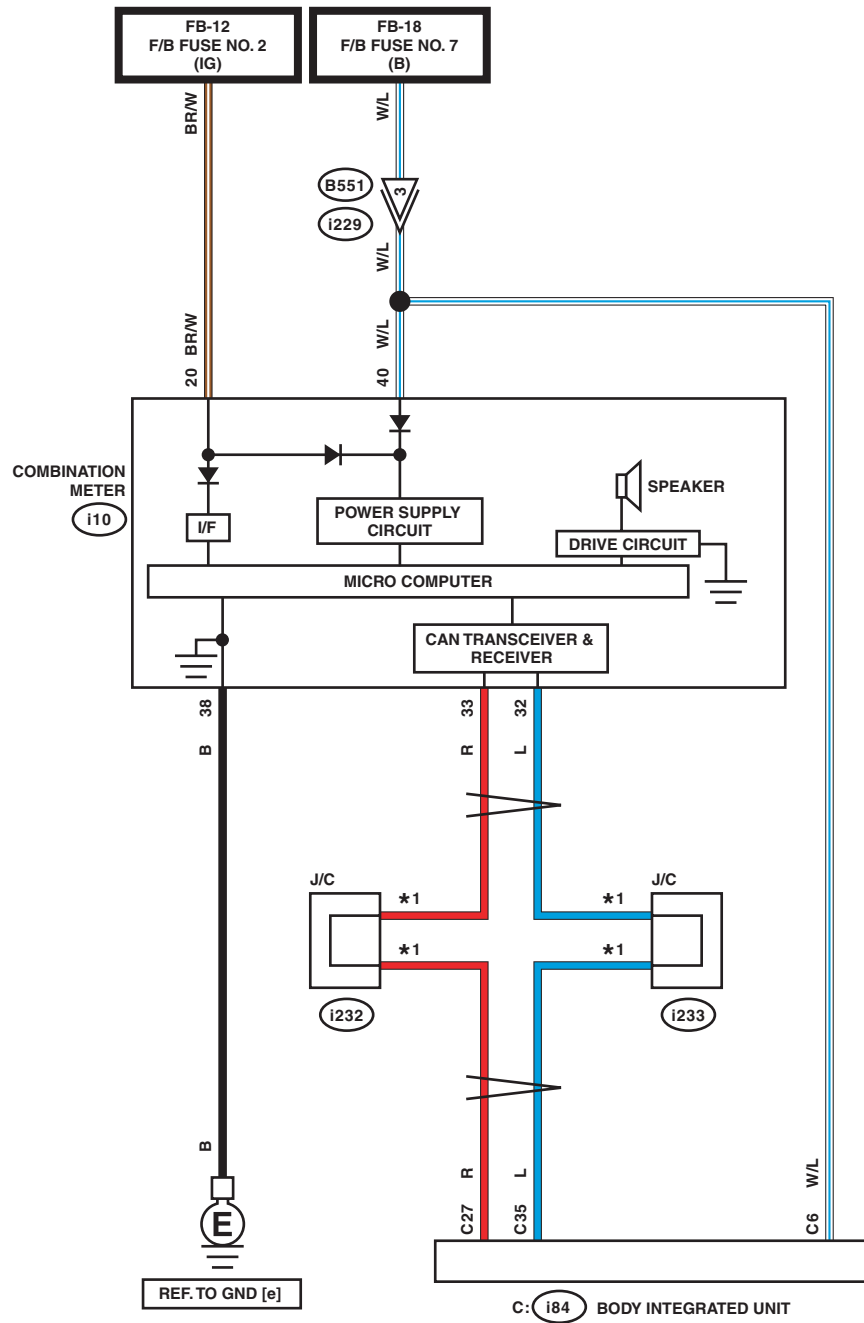 FB-12
F/B FUSE NO. 2
(IG)
FB-18
F/B FUSE NO. 7
(B)
BR/W
W/L
B551
3
i229
W/L
BR/W
W/L
20
40
COMBINATION
METER
i10
I/F
POWER SUPPLY
CIRCUIT
SPEAKER
DRIVE CIRCUIT
MICRO COMPUTER
CAN TRANSCEIVER &
RECEIVER
38
33
32
B
R
L
J/C
*1
*1
J/C
*1
*1
i232
i233
B
R
L
W/L
C27
C35
C6
E
REF. TO GND [e]
C: i84 BODY INTEGRATED UNIT